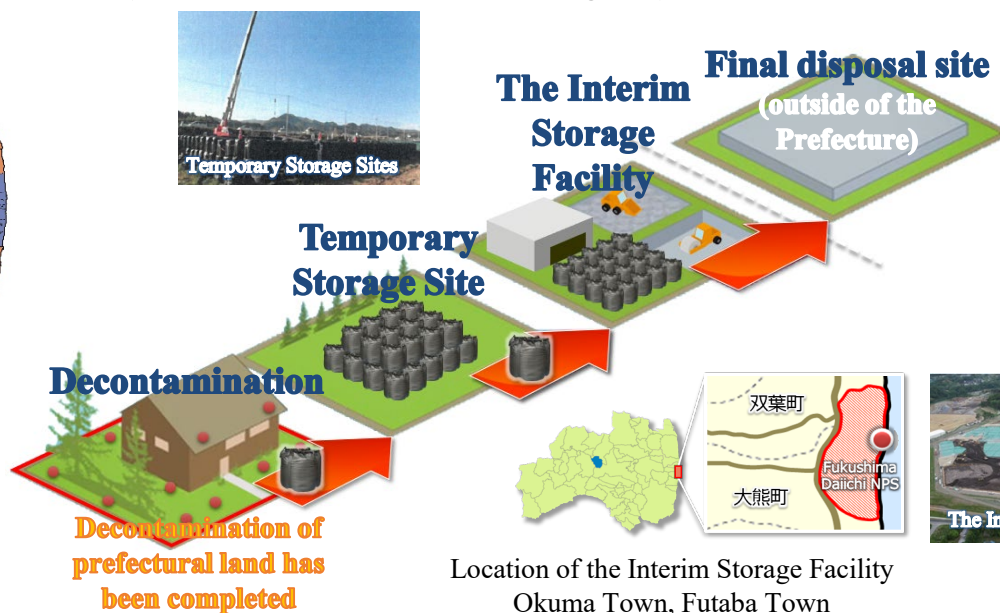 Temporary Storage Sites
Final disposal site
(outside of the
Prefecture)
The Interim
Storage
Facility
Temporary
Storage Site
Decontamination
Decontamination of
prefectural land has
been completed
双葉町
大熊町
Fukushima
Daiichi NPS
Location of the Interim Storage Facility
Okuma Town, Futaba Town
The